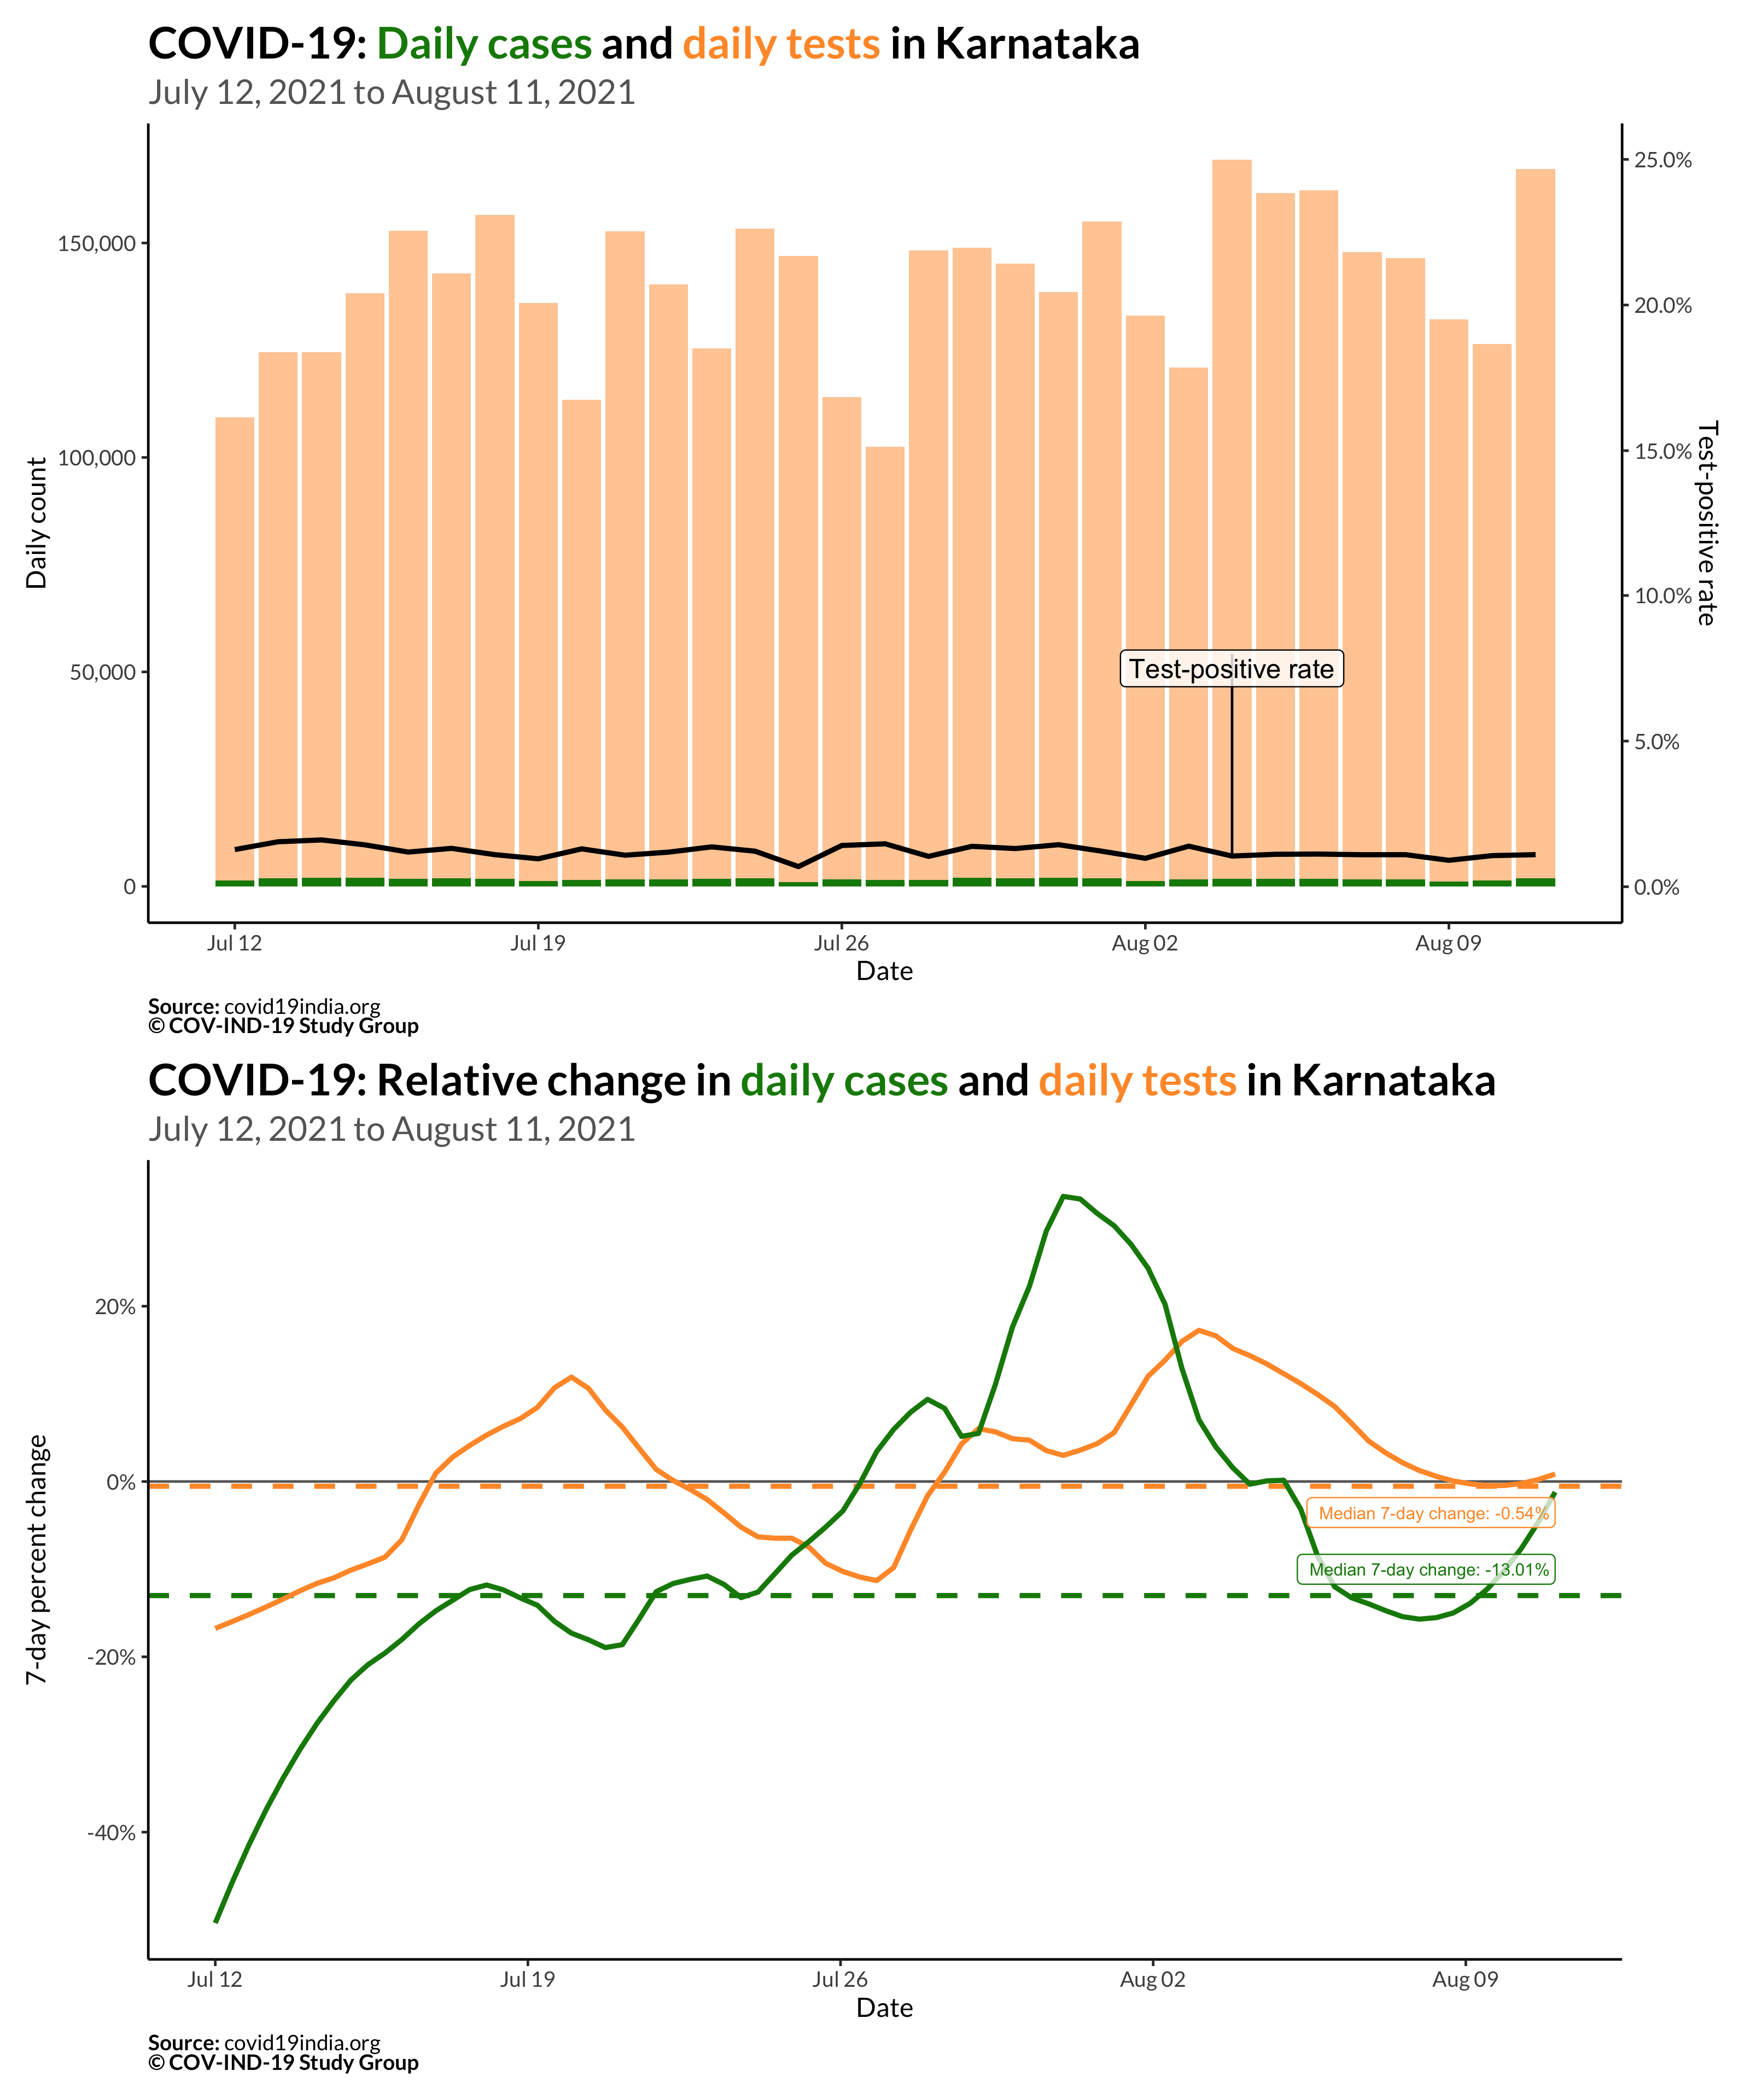 COVID-19: Daily cases and daily tests in Karnataka
July 12, 2021 to August 11, 2021
Daily count
150,000
100,000
50,000
0
25.0%
20.0%
15.0%
10.0%
5.0%
0.0%
Test-positive rate
Test-positive rate
Jul 12
Jul 19
Jul 26
Aug 02
Aug 09
Date
Source: covid19india.org
© COV-IND-19 Study Group
COVID-19: Relative change in daily cases and daily tests in Karnataka
July 12, 2021 to August 11, 2021
7-day percent change
20%
0%
-20%
-40%
Median 7-day change: -0.54%
Median 7-day change: -13.01%
Jul 12
Jul 19
Jul 26
Aug 02
Aug 09
Date
Source: covid19india.org
© COV-IND-19 Study Group